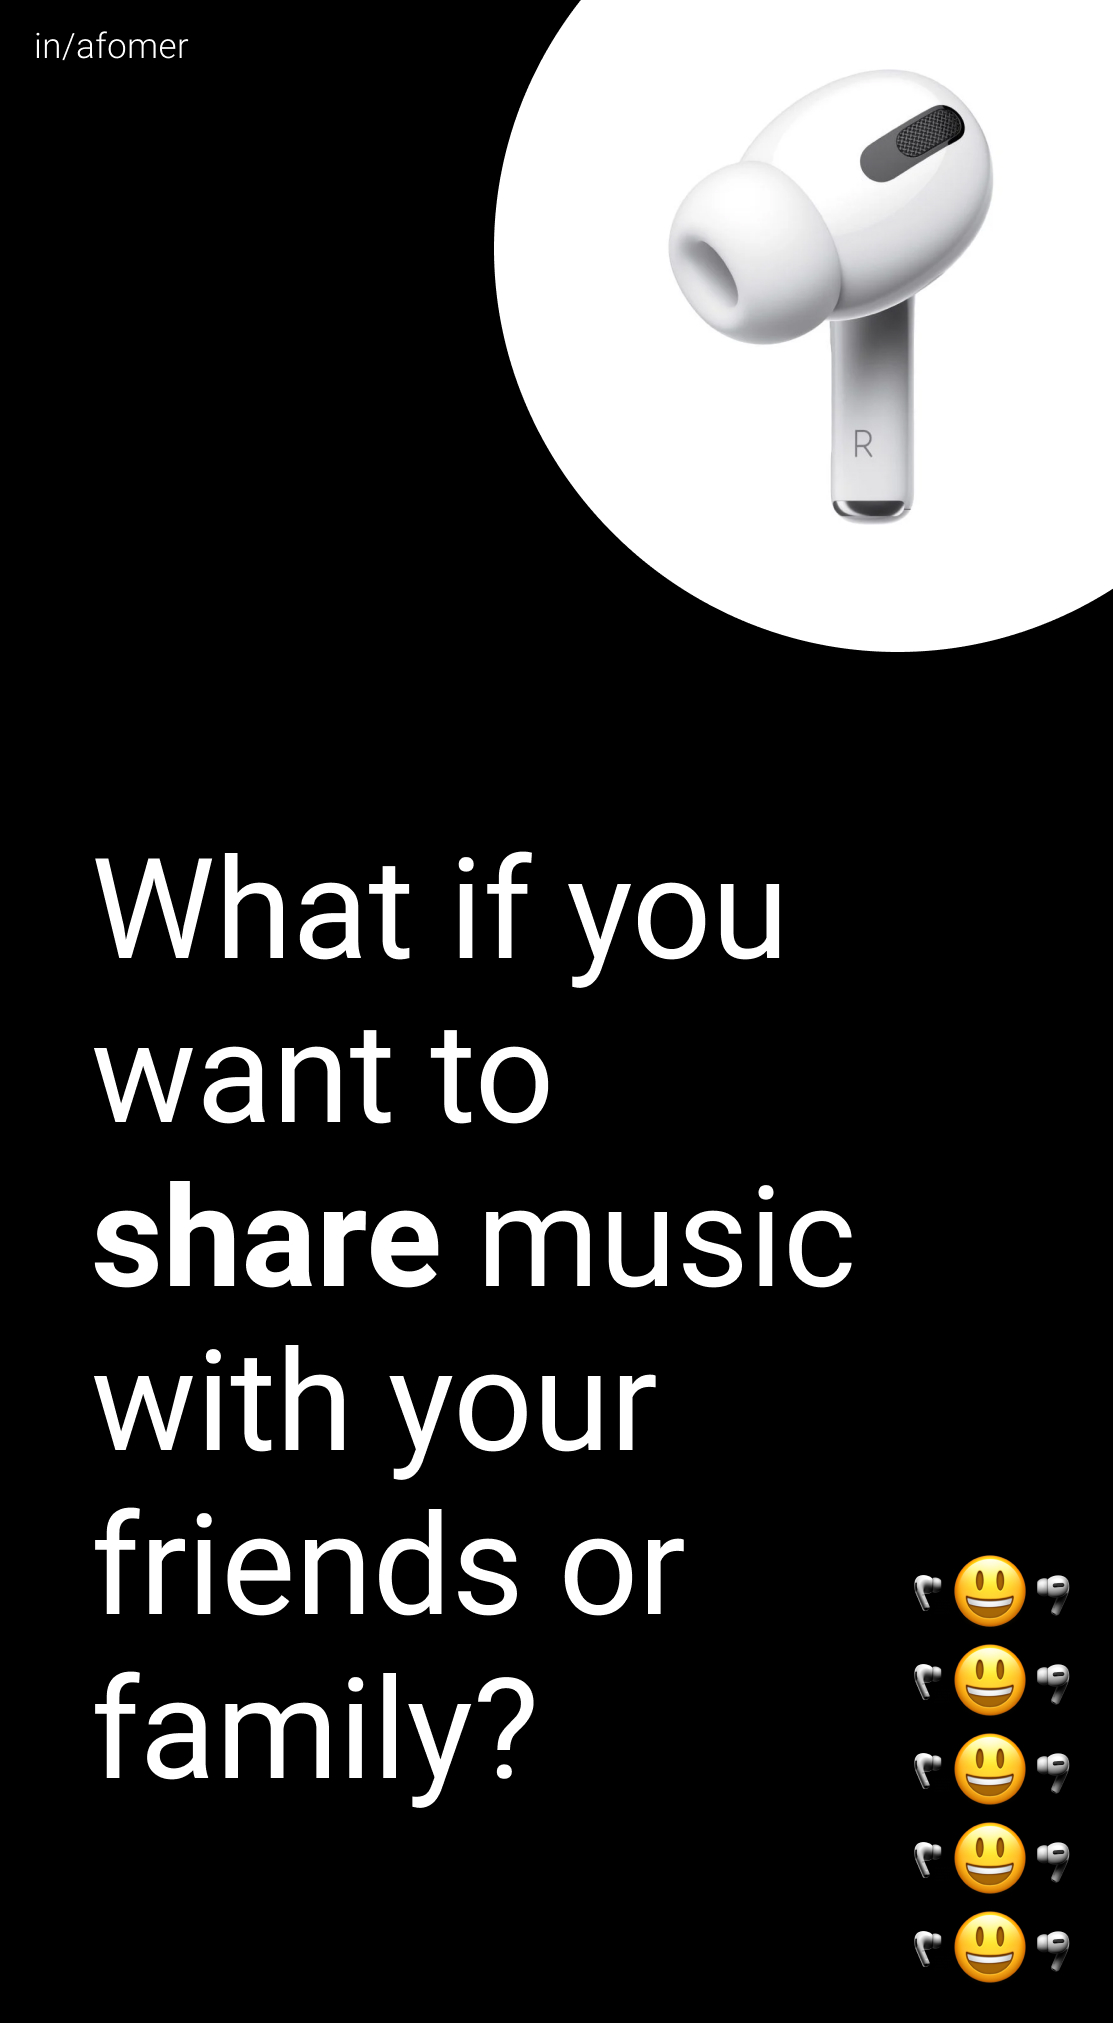 in/afomer
R
What if you
want to
share music
with your
friends or
family?